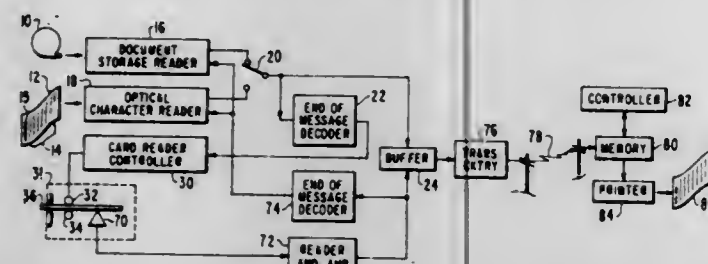 10
16
DOCUMENT
STORAGE READER
20
12
18
15
OPTICAL
CHARACTER READER
14
22
END OF
MESSAGE
DECODER
CARD READER
CONTROLLER
30
31
36
32
34
70
END OF
MESSAGE
DECODER
74
72
READER
AND AMP
BUFFER
24
76
TRANS
CKTRY
78
CONTROLLER
82
MEMORY
80
PRINTER
84